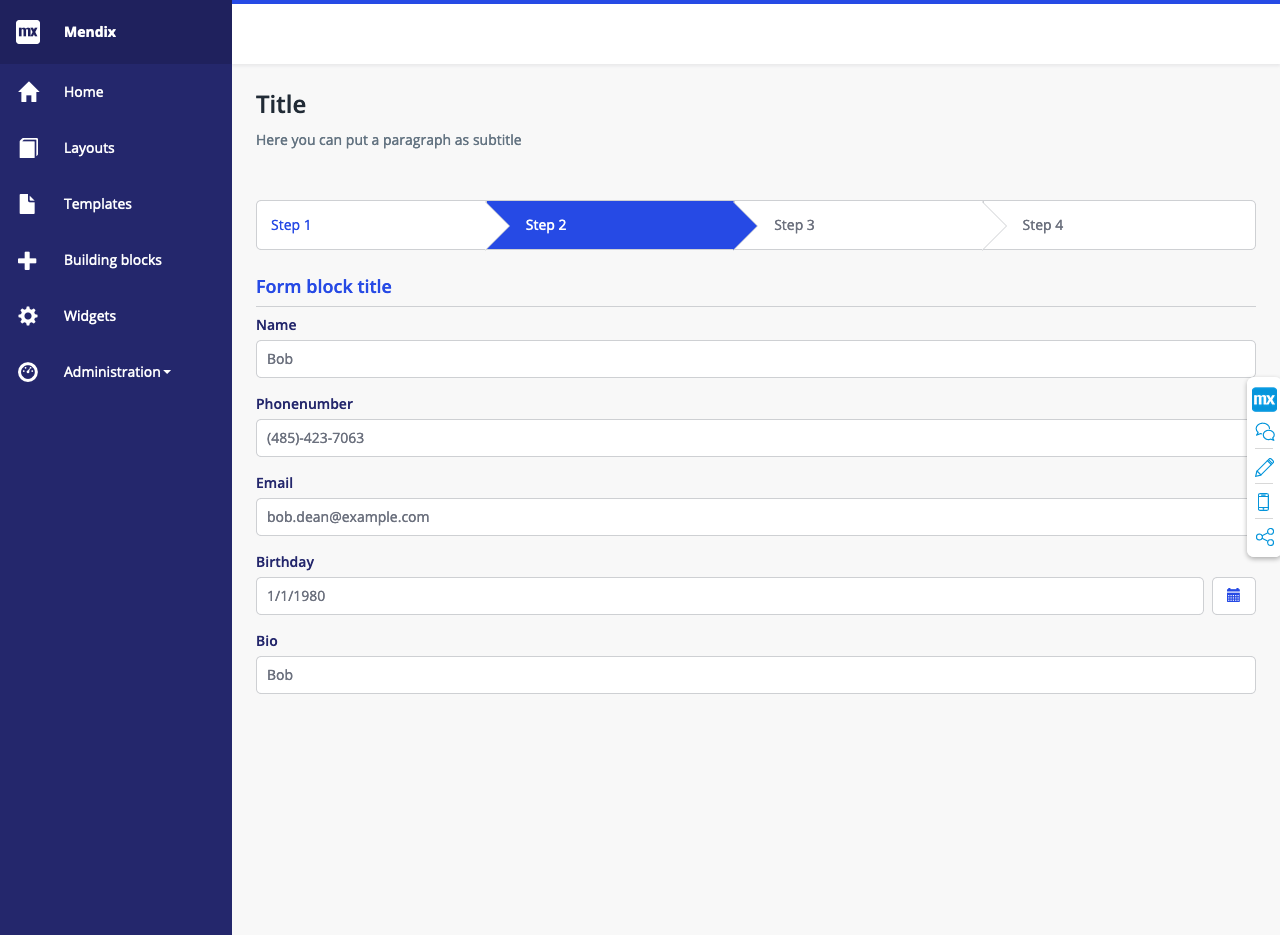 mx Mendix
Home
Layouts
Templates
Building blocks
Widgets
Administration
Title
Here you can put a paragraph as subtitle
Step 1 Step 2 Step 3 Step 4
Form block title
Name
Bob
Phonenumber
(485)-423-7063
Email
bob.dean@example.com
Birthday
1/1/1980
Bio
Bob
mx